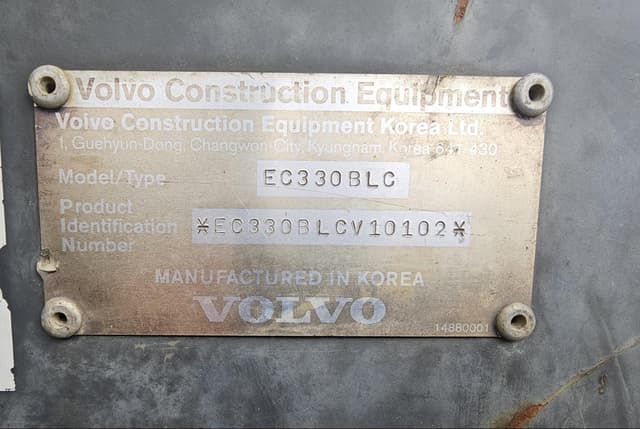 Volvo Construction Equipment
Volvo Construction Equipment Korea Ltd.
1, Guehyun-Dong, Changwon-City, Kyungnam, Korea 641-430
Model/Type EC330BLC
Product
Identification *EC330BLCV10102*
Number
MANUFACTURED IN KOREA
VOLVO
14880001